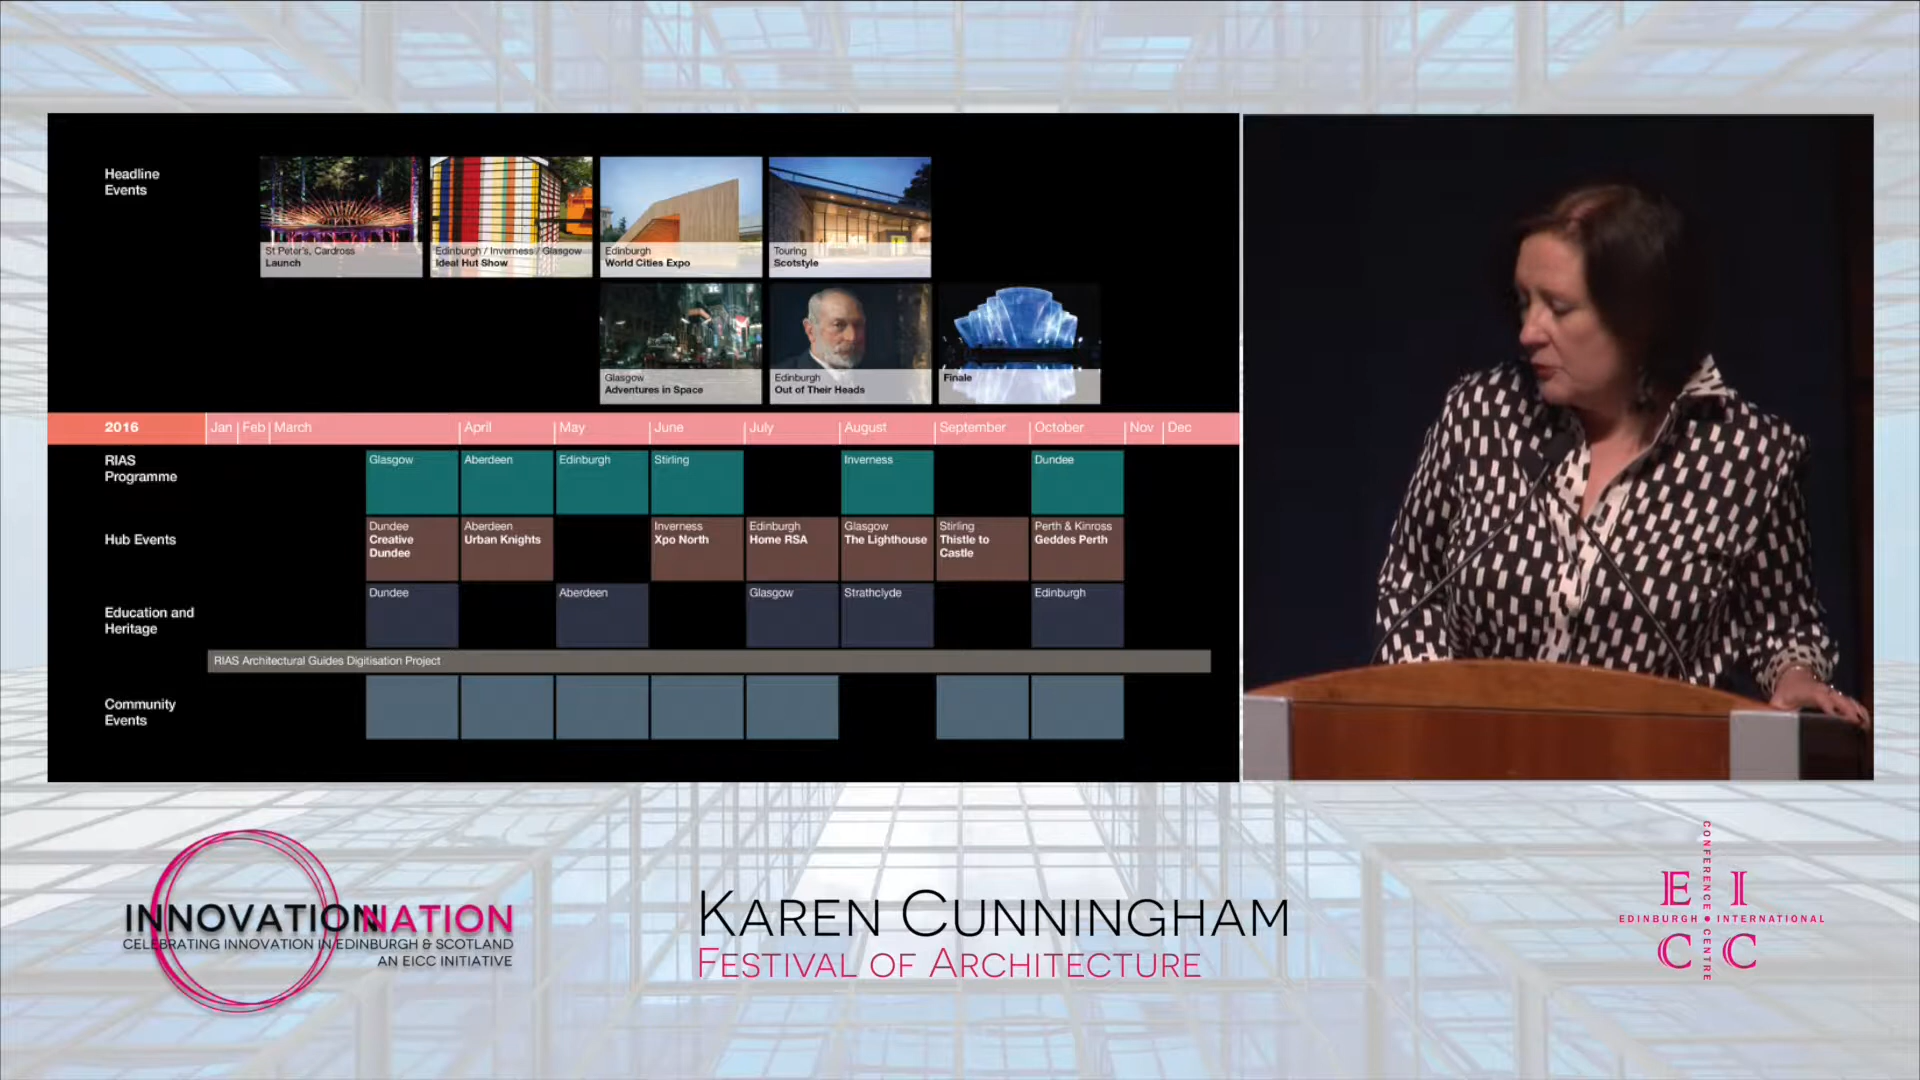 Headline
Events
St Peter's, Cardross
Launch
Edinburgh / Inverness / Glasgow
Ideal Hut Show
Edinburgh
World Cities Expo
Touring
Scotstyle
Glasgow
Adventures in Space
Edinburgh
Out of Their Heads
Finale
2016
Jan
Feb
March
April
May
June
July
August
September
October
Nov
Dec
RIAS
Programme
Glasgow
Aberdeen
Edinburgh
Stirling
Inverness
Dundee
Hub Events
Dundee
Creative
Dundee
Aberdeen
Urban Knights
Inverness
Xpo North
Edinburgh
Home RSA
Glasgow
The Lighthouse
Stirling
Thistle to
Castle
Perth & Kinross
Geddes Perth
Education and
Heritage
Dundee
Aberdeen
Glasgow
Strathclyde
Edinburgh
RIAS Architectural Guides Digitisation Project
Community
Events
INNOVATIONNATION
CELEBRATING INNOVATION IN EDINBURGH & SCOTLAND
AN EICC INITIATIVE
KAREN CUNNINGHAM
FESTIVAL OF ARCHITECTURE
E I
EDINBURGH • INTERNATIONAL
C C
CONFERENCE CENTRE